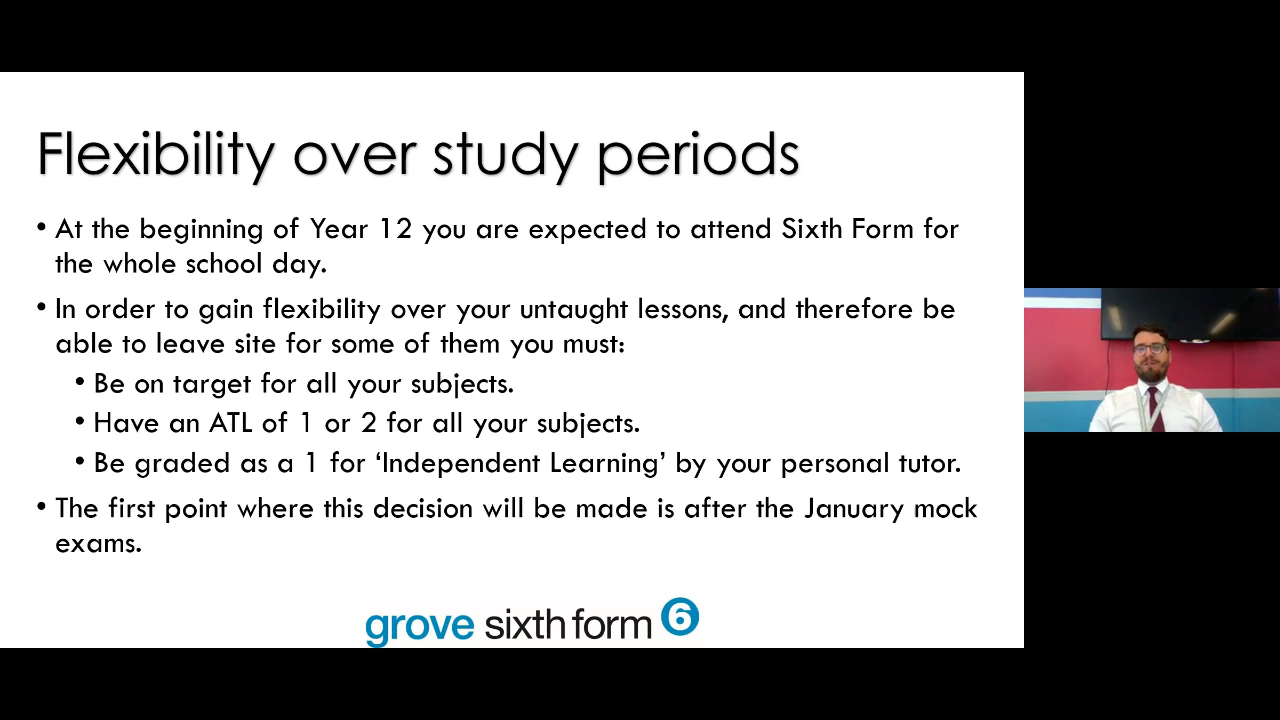 Flexibility over study periods
• At the beginning of Year 12 you are expected to attend Sixth Form for
the whole school day.
• In order to gain flexibility over your untaught lessons, and therefore be
able to leave site for some of them you must:
• Be on target for all your subjects.
• Have an ATL of 1 or 2 for all your subjects.
• Be graded as a 1 for ‘Independent Learning’ by your personal tutor.
• The first point where this decision will be made is after the January mock
exams.
grove sixth form 6